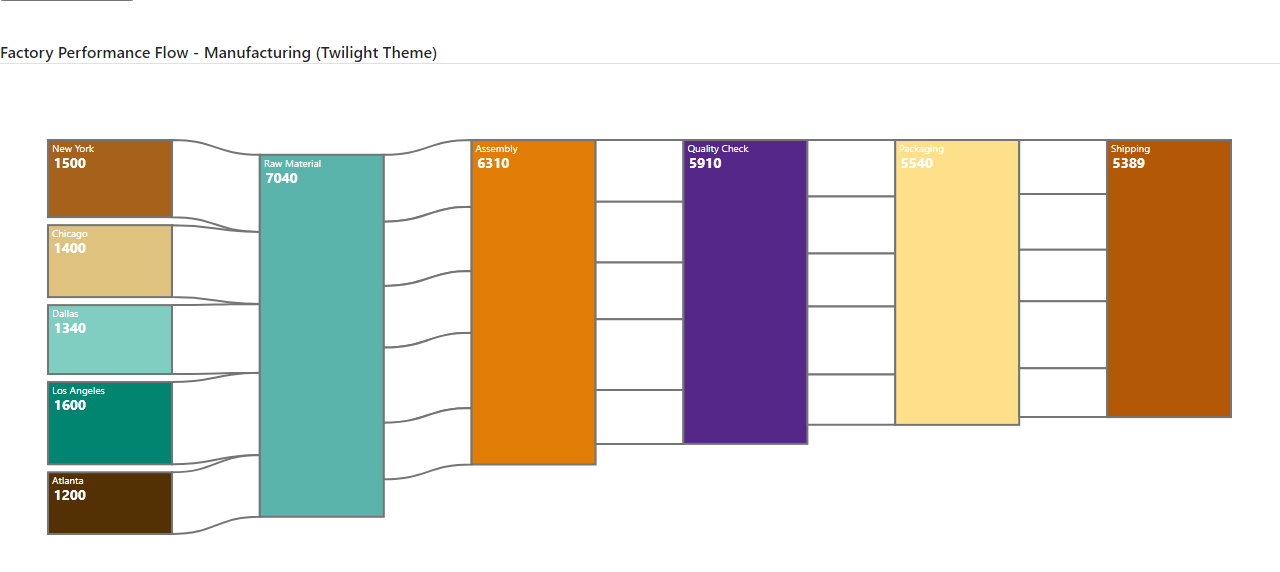 Factory Performance Flow - Manufacturing (Twilight Theme)
New York
1500
Chicago
1400
Dallas
1340
Los Angeles
1600
Atlanta
1200
Raw Material
7040
Assembly
6310
Quality Check
5910
Packaging
5540
Shipping
5389